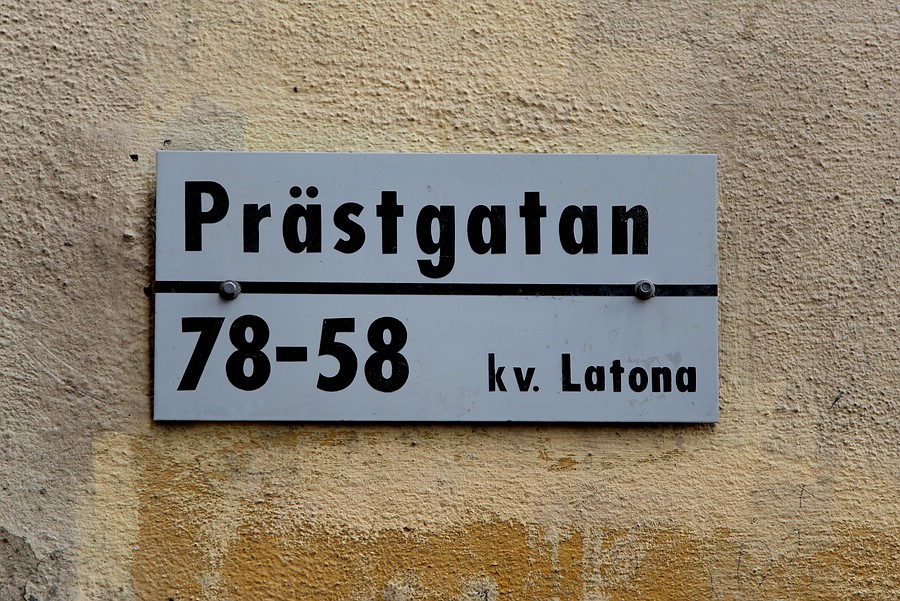 Prästgatan
78-58 kv. Latona